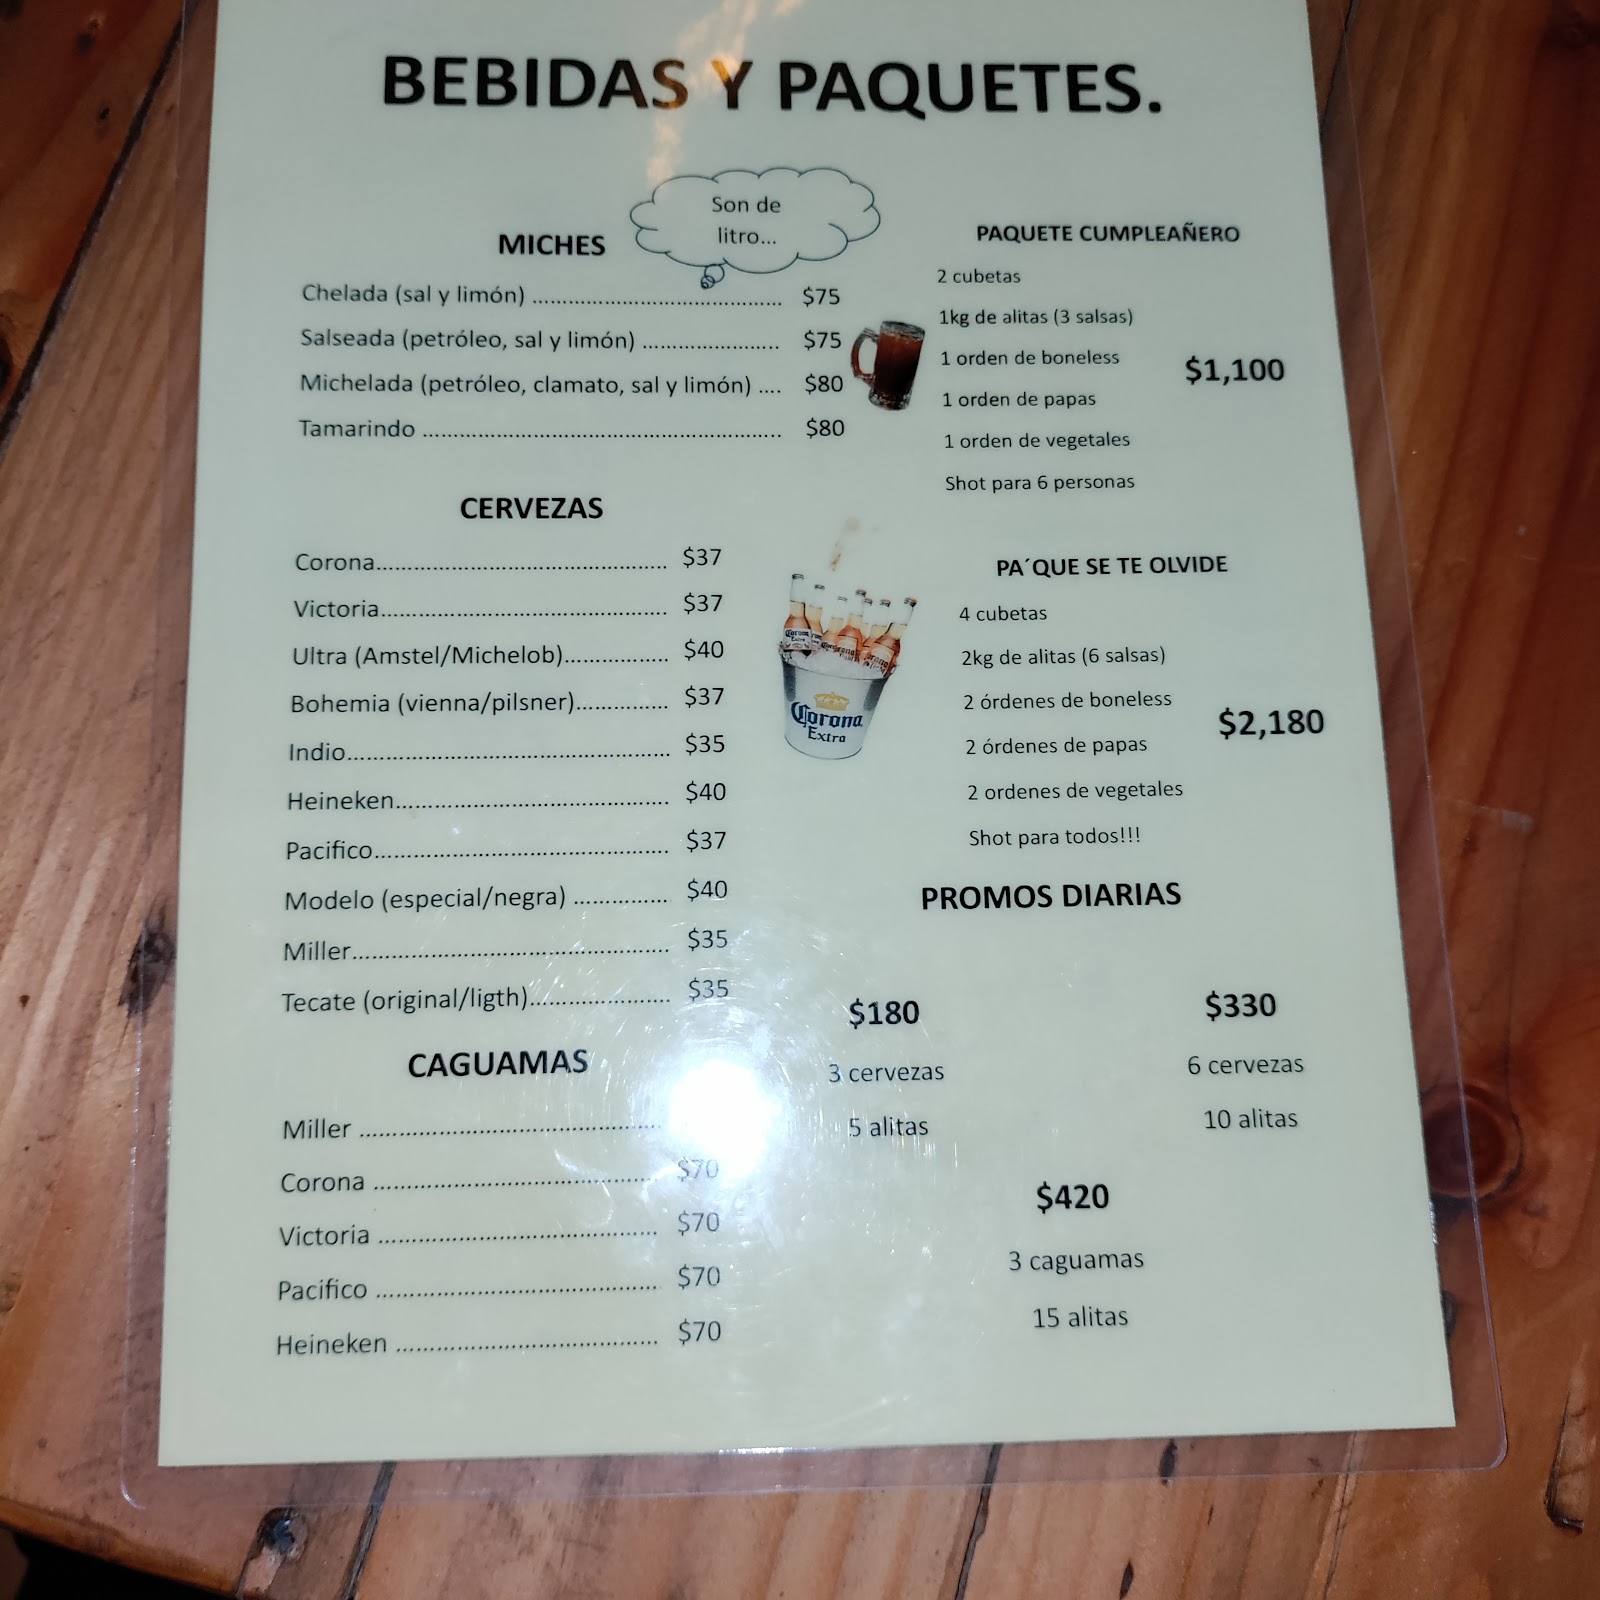 BEBIDAS Y PAQUETES.
Son de
litro...
MICHES
Chelada (sal y limón) ........................................ $75
Salseada (petróleo, sal y limón) ...................... $75
Michelada (petróleo, clamato, sal y limón) .... $80
Tamarindo .......................................................... $80
CERVEZAS
Corona............................................... $37
Victoria.............................................. $37
Ultra (Amstel/Michelob)................. $40
Bohemia (vienna/pilsner)............... $37
Indio.................................................... $35
Heineken............................................ $40
Pacifico............................................... $37
Modelo (especial/negra) ............... $40
Miller................................................... $35
Tecate (original/ligth)....................... $35
CAGUAMAS
Miller ................................................
Corona ............................................. $70
Victoria ............................................ $70
Pacifico ............................................ $70
Heineken ......................................... $70
PAQUETE CUMPLEAÑERO
2 cubetas
1kg de alitas (3 salsas)
1 orden de boneless
$1,100
1 orden de papas
1 orden de vegetales
Shot para 6 personas
Corona
Extra
PA´QUE SE TE OLVIDE
4 cubetas
2kg de alitas (6 salsas)
2 órdenes de boneless
$2,180
2 órdenes de papas
2 ordenes de vegetales
Shot para todos!!!
PROMOS DIARIAS
$180
3 cervezas
5 alitas
$330
6 cervezas
10 alitas
$420
3 caguamas
15 alitas